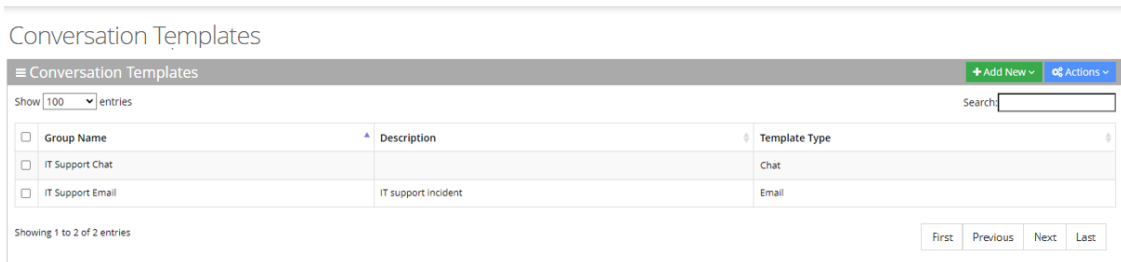 Conversation Templates
Conversation Templates
Add New
Actions
Show 100 entries
Search:
Group Name Description Template Type
IT Support Chat Chat
IT Support Email IT support incident Email
Showing 1 to 2 of 2 entries
First Previous Next Last